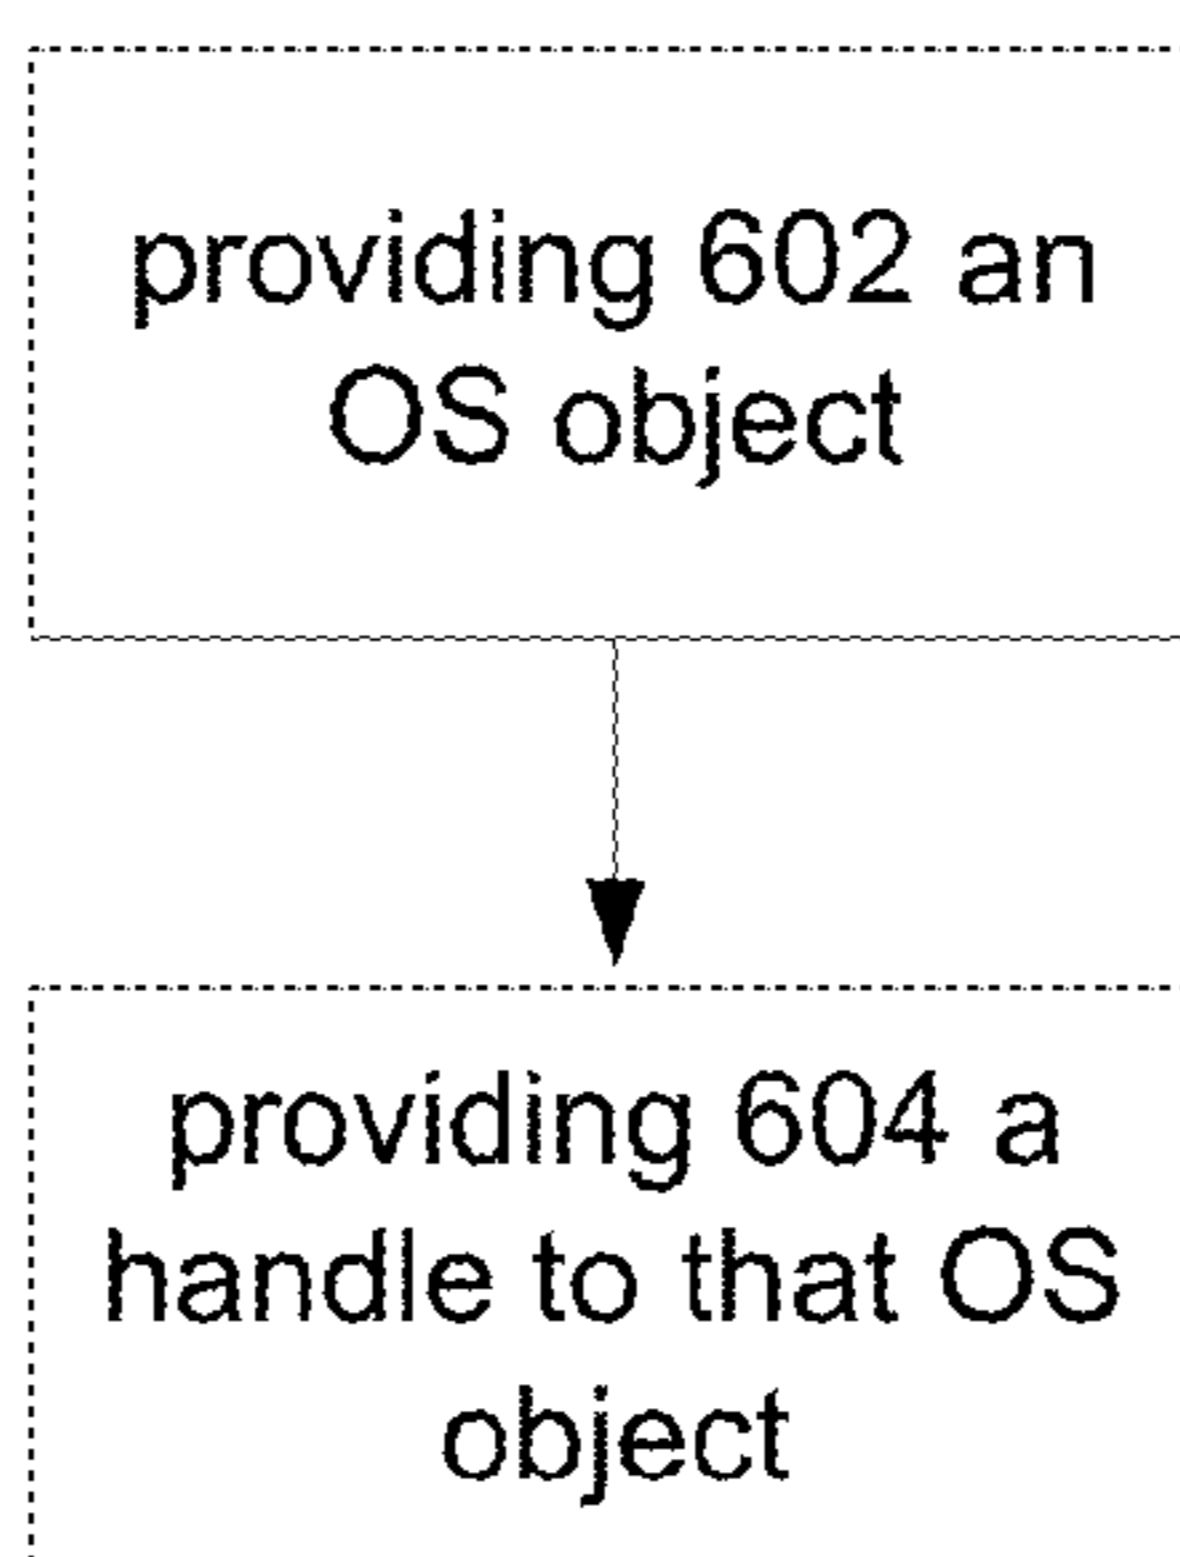 providing 602 an
OS object
providing 604 a
handle to that OS
object